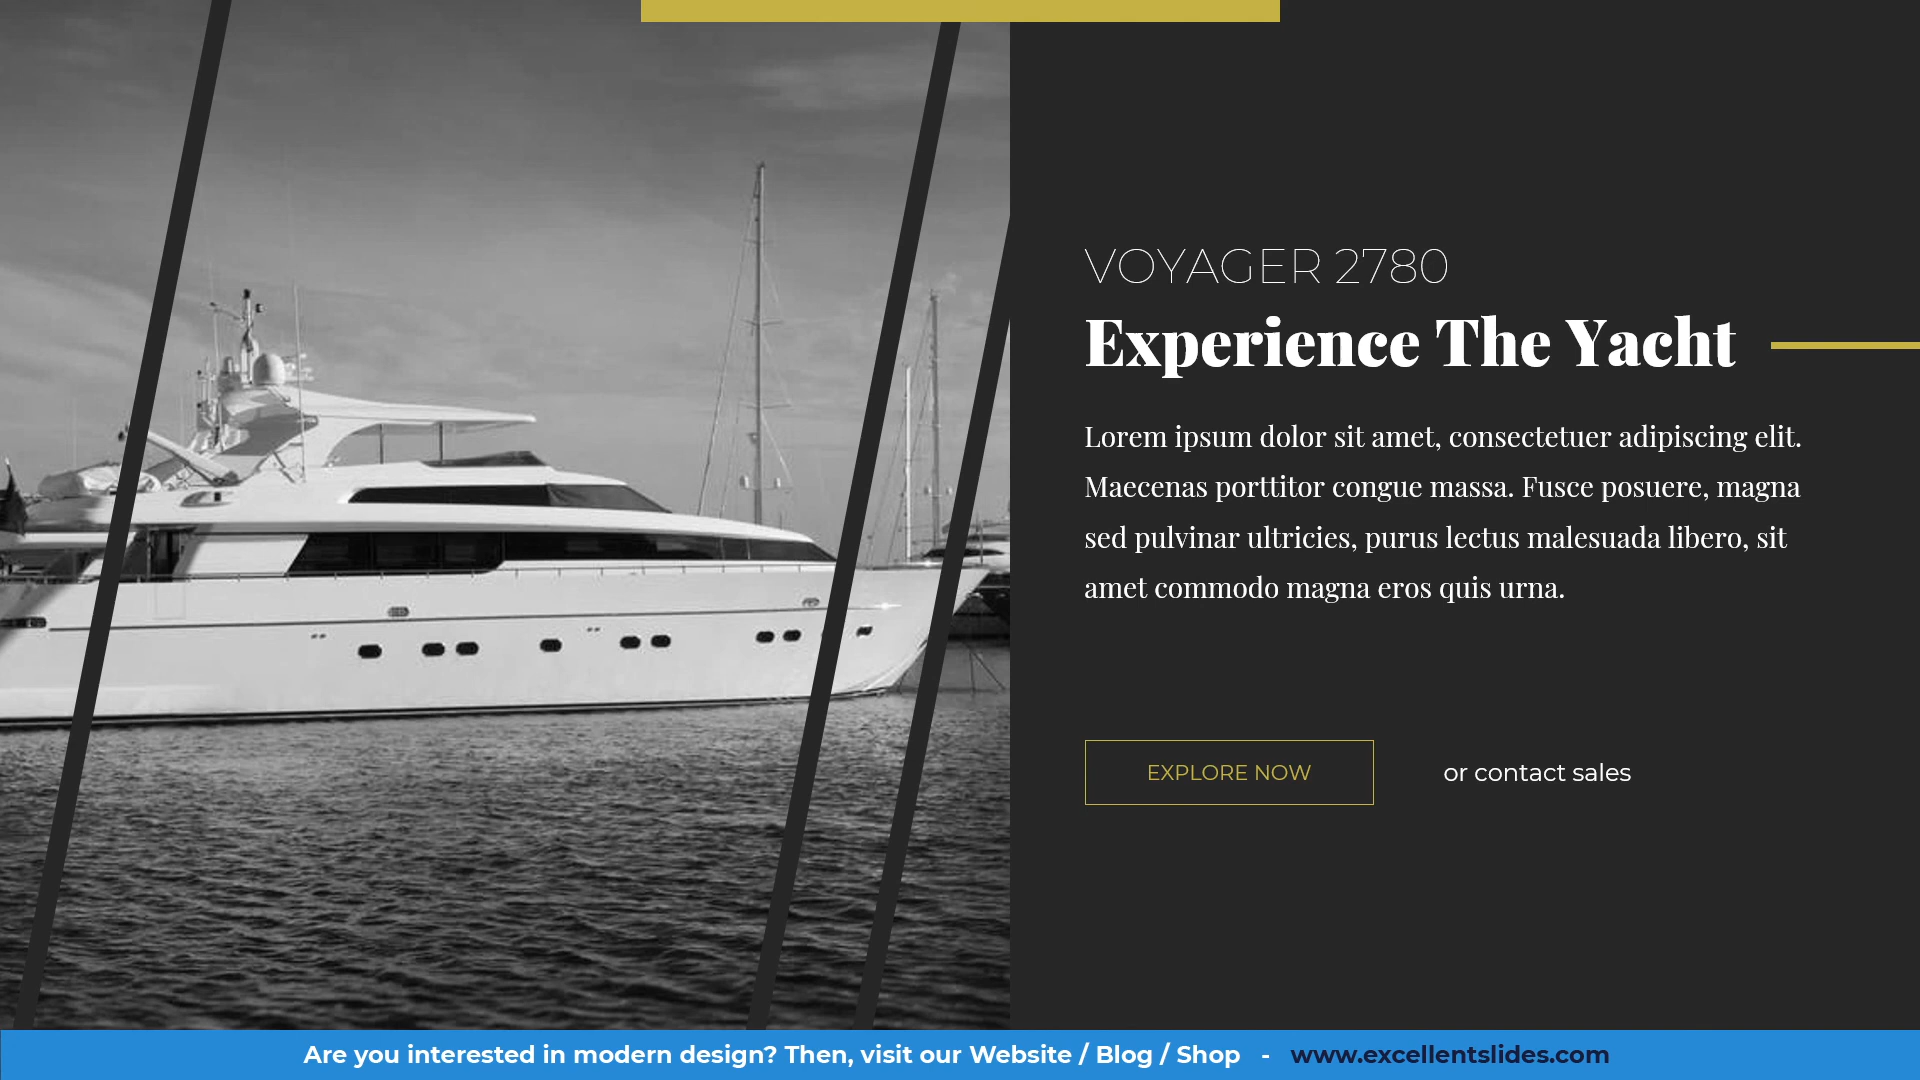 VOYAGER 2780
Experience The Yacht
Lorem ipsum dolor sit amet, consectetuer adipiscing elit.
Maecenas porttitor congue massa. Fusce posuere, magna
sed pulvinar ultricies, purus lectus malesuada libero, sit
amet commodo magna eros quis urna.
EXPLORE NOW
or contact sales
Are you interested in modern design? Then, visit our Website / Blog / Shop - www.excellentslides.com